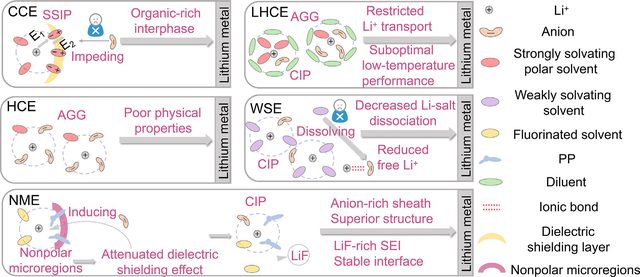 CCE
SSIP
E₁
E₂
Impeding
Organic-rich
interphase
Lithium metal
LHCE
AGG
CIP
Restricted
Li⁺ transport
Suboptimal
low-temperature
performance
Lithium metal
HCE
AGG
Poor physical
properties
Lithium metal
WSE
Dissolving
CIP
Decreased Li-salt
dissociation
Reduced
free Li⁺
Lithium metal
NME
Inducing
Nonpolar
microregions
Attenuated dielectric
shielding effect
CIP
LiF
Anion-rich sheath
Superior structure
LiF-rich SEI
Stable interface
Lithium metal
Li⁺
Anion
Strongly solvating
polar solvent
Weakly solvating
solvent
Fluorinated solvent
PP
Diluent
Ionic bond
Dielectric
shielding layer
Nonpolar microregions